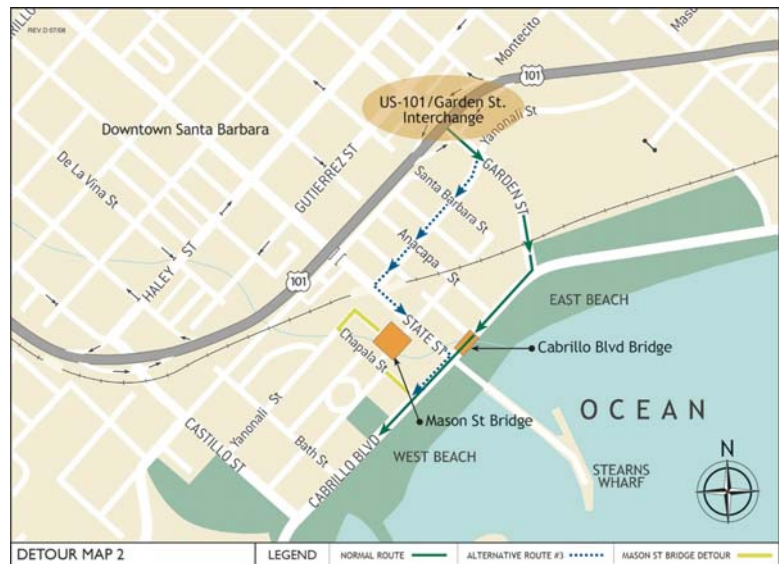 REV D 07/08
Montecito
Maso
101
US-101/Garden St.
Interchange
Yanonali St
Downtown Santa Barbara
De La Vina St
GUTIERREZ ST
GARDEN ST
Santa Barbara St
Anacapa St
HALEY ST
101
EAST BEACH
STATE ST
Chapala St
Cabrillo Blvd Bridge
OCEAN
Mason St Bridge
Yanonali St
CASTILLO ST
Bath St
CABRILLO BLVD
WEST BEACH
STEARNS
WHARF
N
DETOUR MAP 2
LEGEND
NORMAL ROUTE
ALTERNATIVE ROUTE #3
MASON ST BRIDGE DETOUR